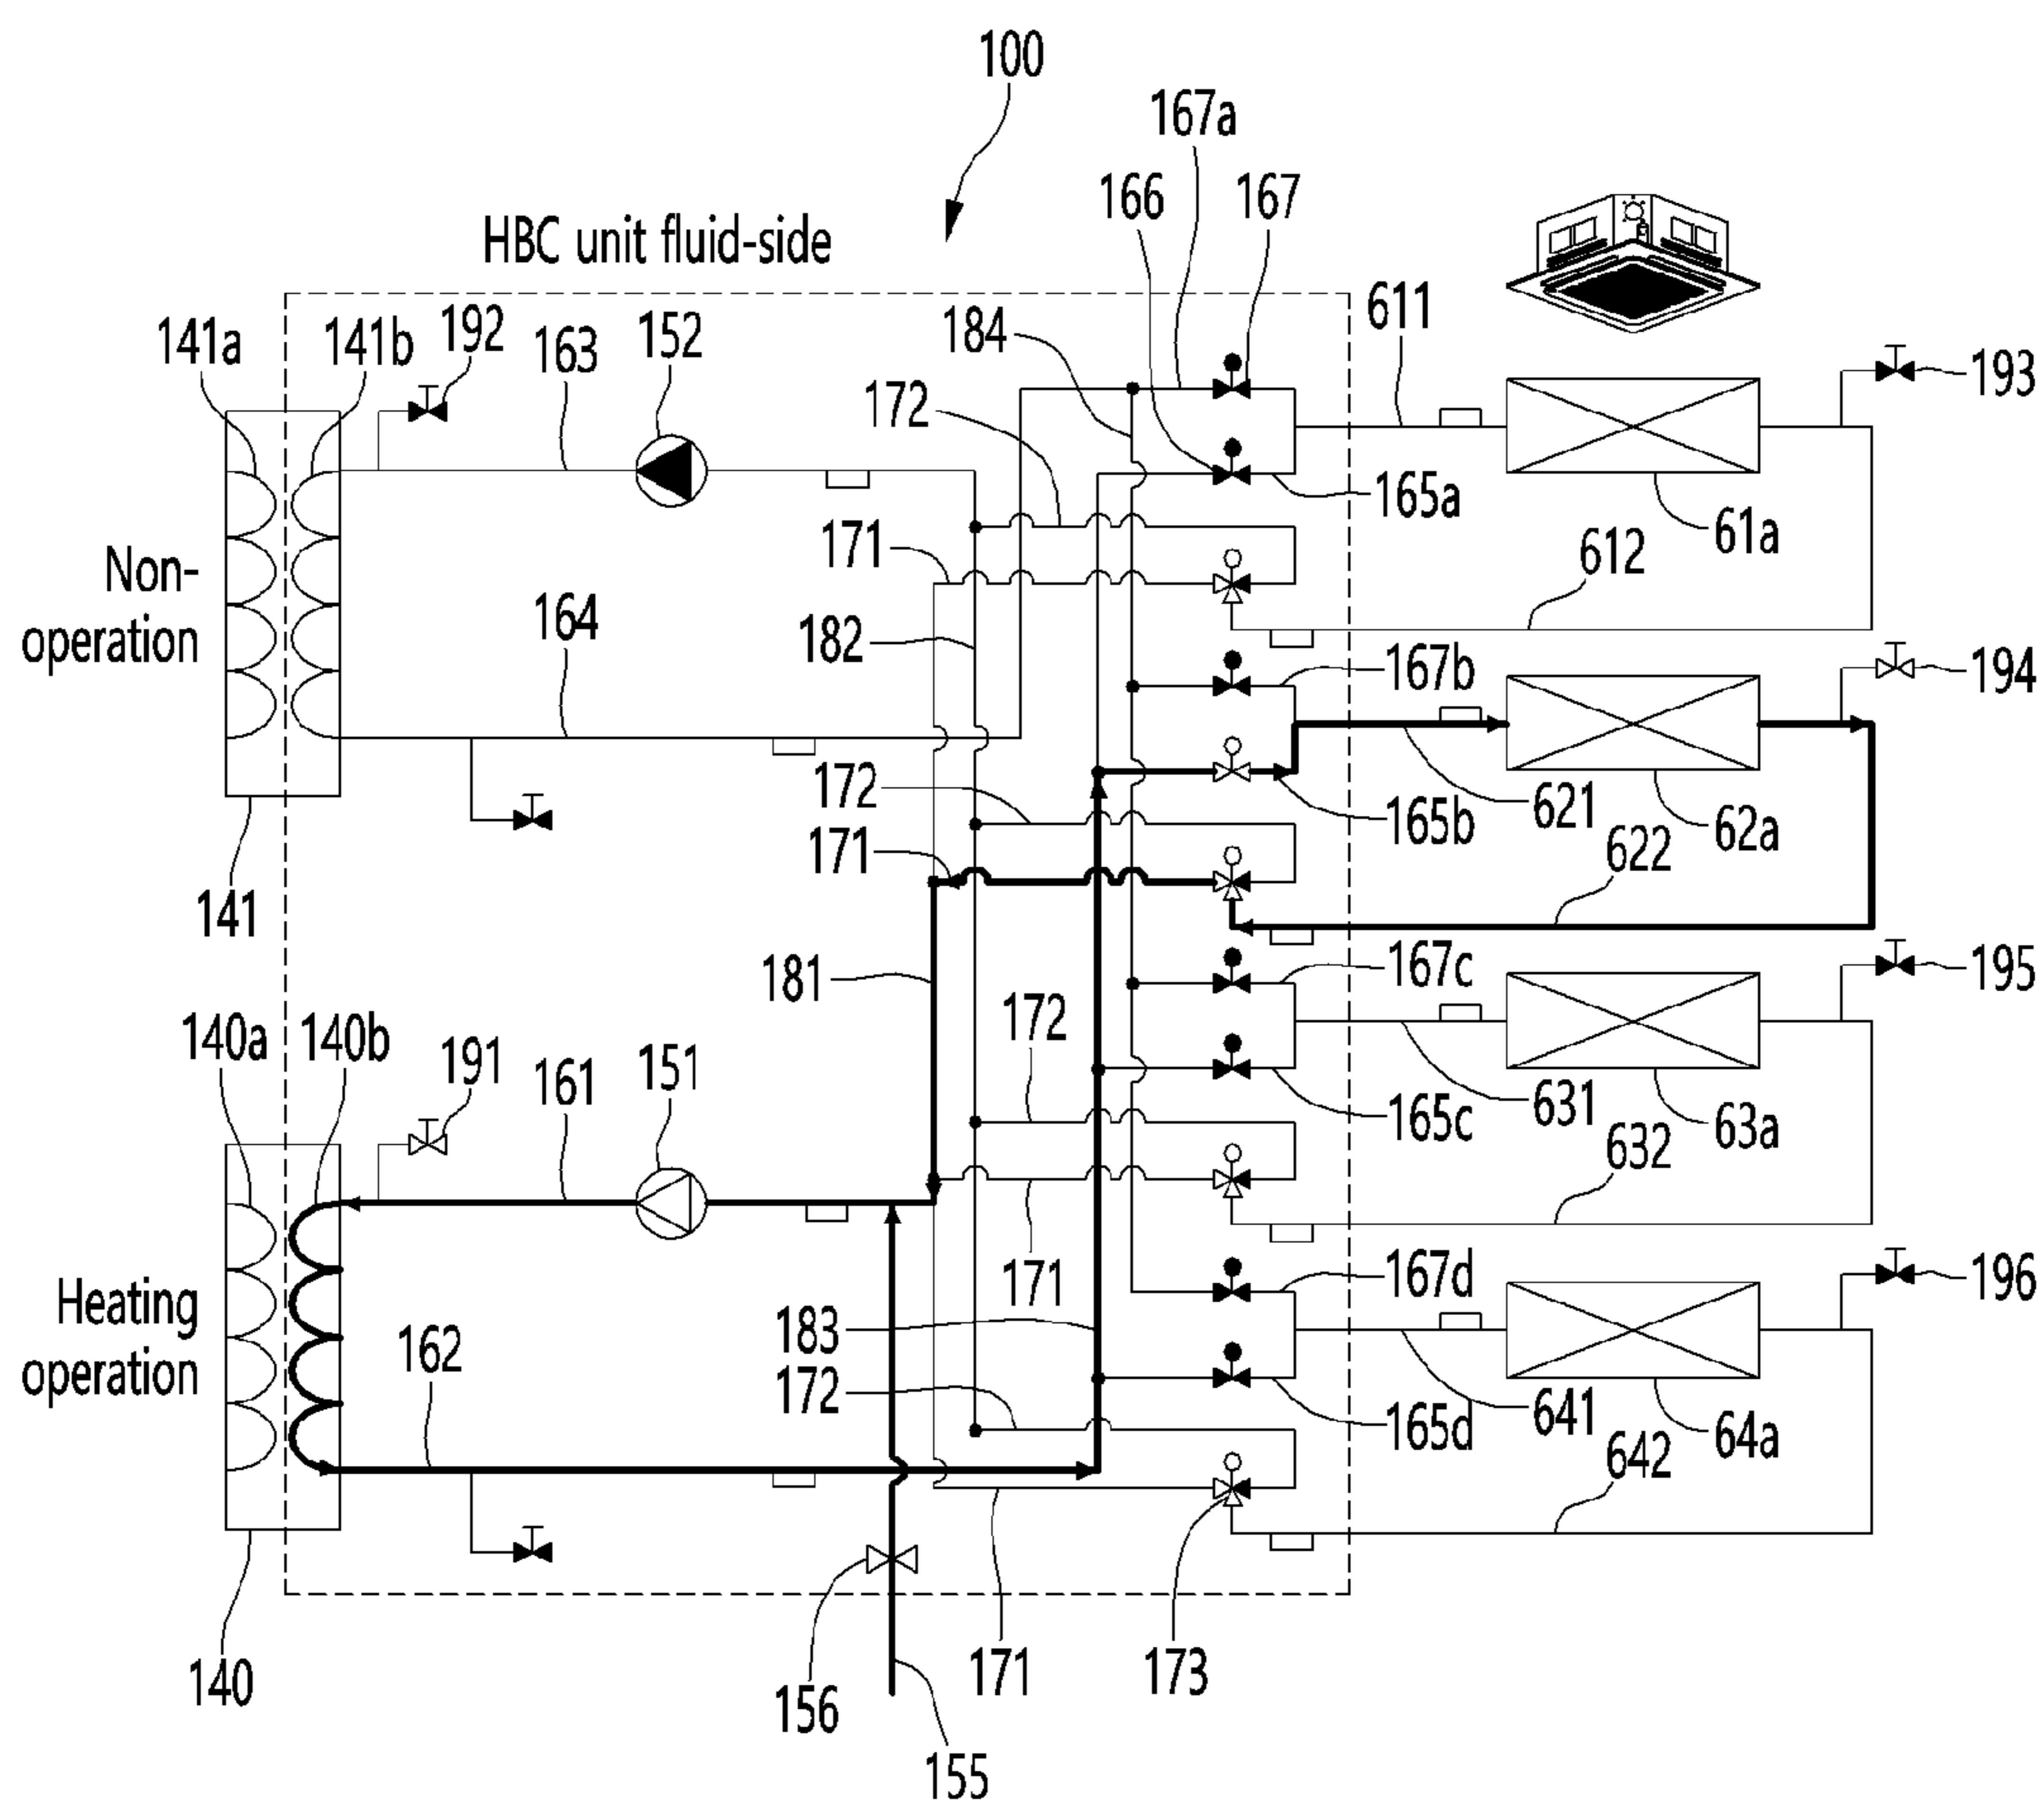 100
167a
166
167
HBC unit fluid-side
184
611
141a
141b
192
163
152
193
172
165a
61a
171
612
Non-
operation
164
182
167b
194
172
171
165b
621
62a
622
141
181
167c
195
140a
140b
191
161
151
172
165c
631
63a
632
171
Heating
operation
162
183
172
167d
196
165d
641
64a
642
140
156
155
171
173